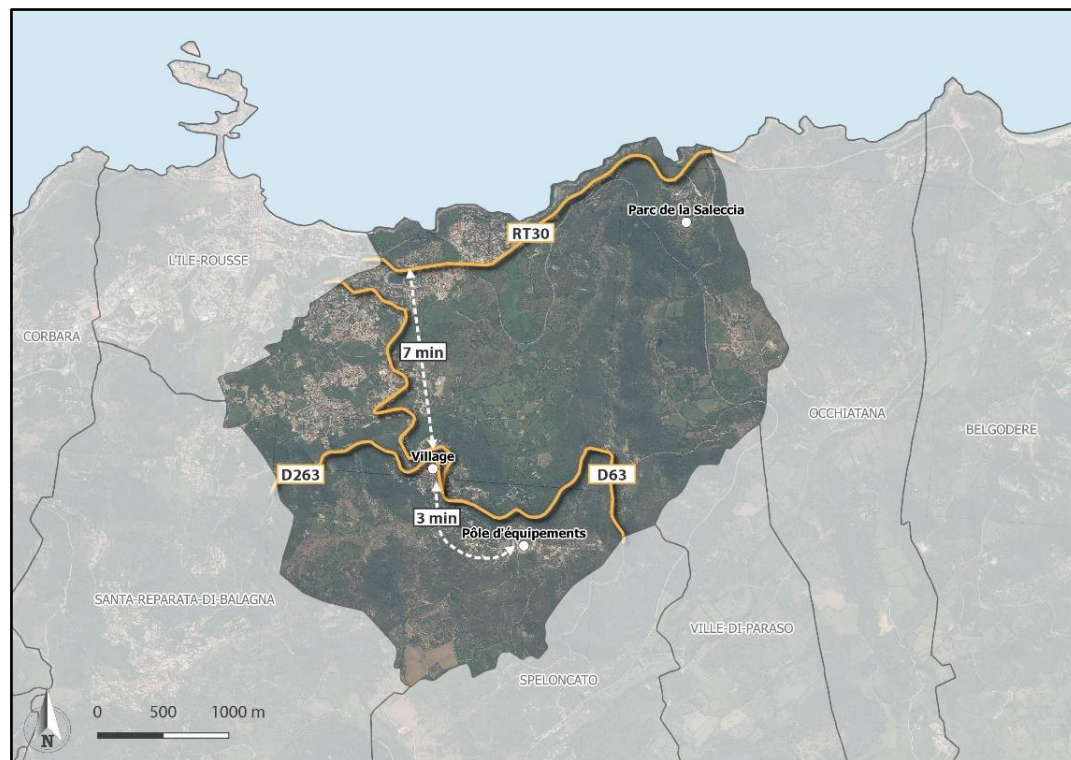 Parc de la Saleccia
RT30
L'ILE-ROUSSE
CORBARA
7 min
OCCHIATANA
BELGODERE
Village
D263
D63
3 min
Pôle d'équipements
SANTA-REPARATA-DI-BALAGNA
VILLE-DI-PARASO
SPELONCATO
0 500 1000 m
N